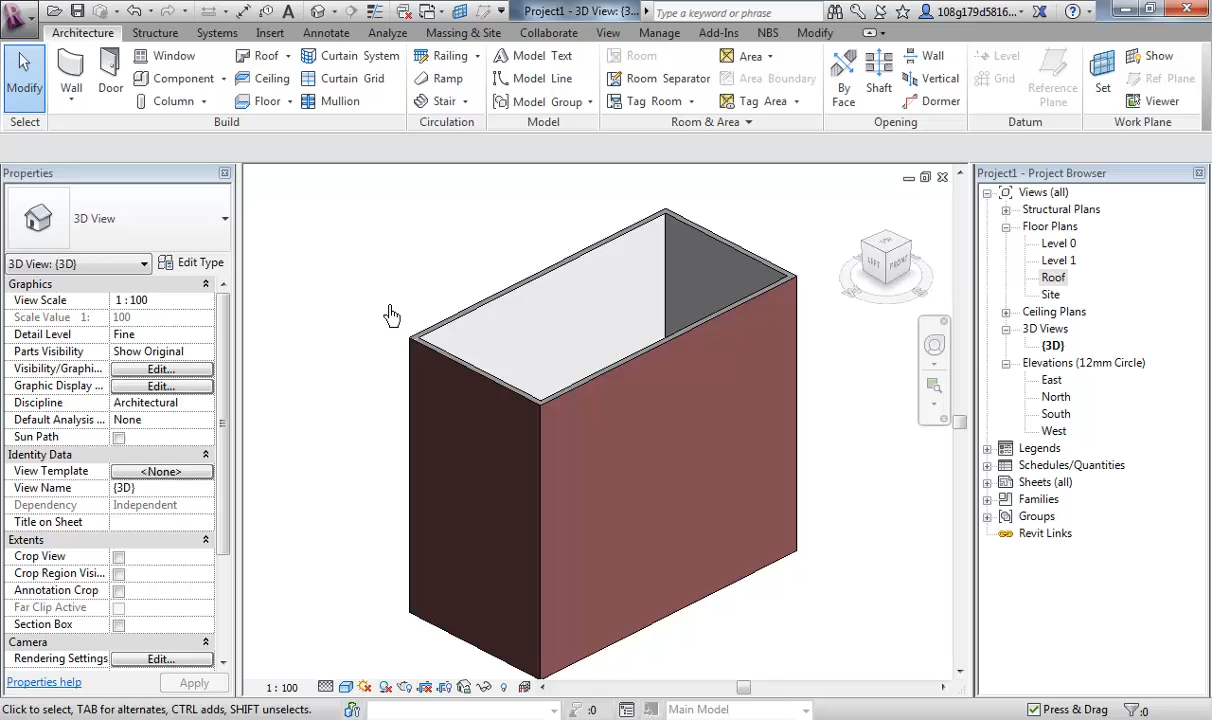 Project1 - 3D View: {3...
Type a keyword or phrase
108g179d5816...
Architecture Structure Systems Insert Annotate Analyze Massing & Site Collaborate View Manage Add-Ins NBS Modify
Modify
Wall
Door
Window
Component
Column
Roof
Ceiling
Floor
Curtain System
Curtain Grid
Mullion
Railing
Ramp
Stair
Model Text
Model Line
Model Group
Room
Room Separator
Tag Room
Area
Area Boundary
Tag Area
By Face
Shaft
Wall
Vertical
Dormer
Level
Grid
Reference Plane
Set
Show
Ref Plane
Viewer
Select Build Circulation Model Room & Area Opening Datum Work Plane
Properties
3D View
3D View: {3D} Edit Type
Graphics
View Scale 1 : 100
Scale Value 1: 100
Detail Level Fine
Parts Visibility Show Original
Visibility/Graphi... Edit...
Graphic Display ... Edit...
Discipline Architectural
Default Analysis ... None
Sun Path
Identity Data
View Template <None>
View Name {3D}
Dependency Independent
Title on Sheet
Extents
Crop View
Crop Region Visi...
Annotation Crop
Far Clip Active
Section Box
Camera
Rendering Settings Edit...
Properties help Apply
LEFT FRONT
Project1 - Project Browser
Views (all)
Structural Plans
Floor Plans
Level 0
Level 1
Roof
Site
Ceiling Plans
3D Views
{3D}
Elevations (12mm Circle)
East
North
South
West
Legends
Schedules/Quantities
Sheets (all)
Families
Groups
Revit Links
1 : 100
Click to select, TAB for alternates, CTRL adds, SHIFT unselects.
:0
Main Model
Press & Drag
:0